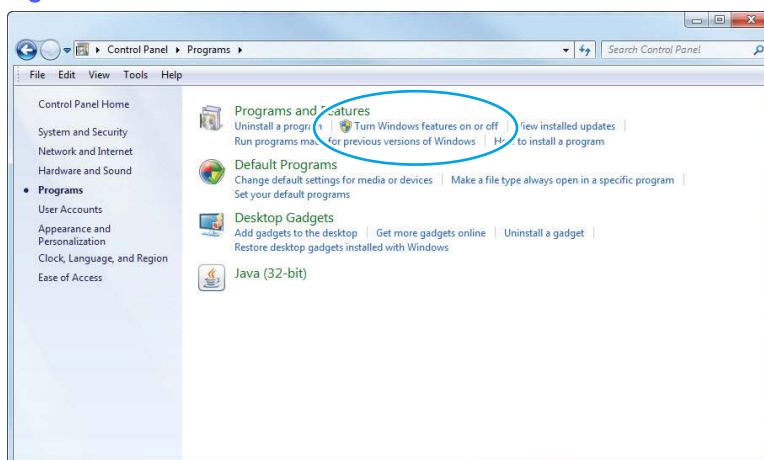 Control Panel ▸ Programs ▸
Search Control Panel
File Edit View Tools Help
Control Panel Home
System and Security
Network and Internet
Hardware and Sound
Programs
User Accounts
Appearance and
Personalization
Clock, Language, and Region
Ease of Access
Programs and Features
Uninstall a program | Turn Windows features on or off | View installed updates |
Run programs made for previous versions of Windows | How to install a program
Default Programs
Change default settings for media or devices | Make a file type always open in a specific program |
Set your default programs
Desktop Gadgets
Add gadgets to the desktop | Get more gadgets online | Uninstall a gadget |
Restore desktop gadgets installed with Windows
Java (32-bit)